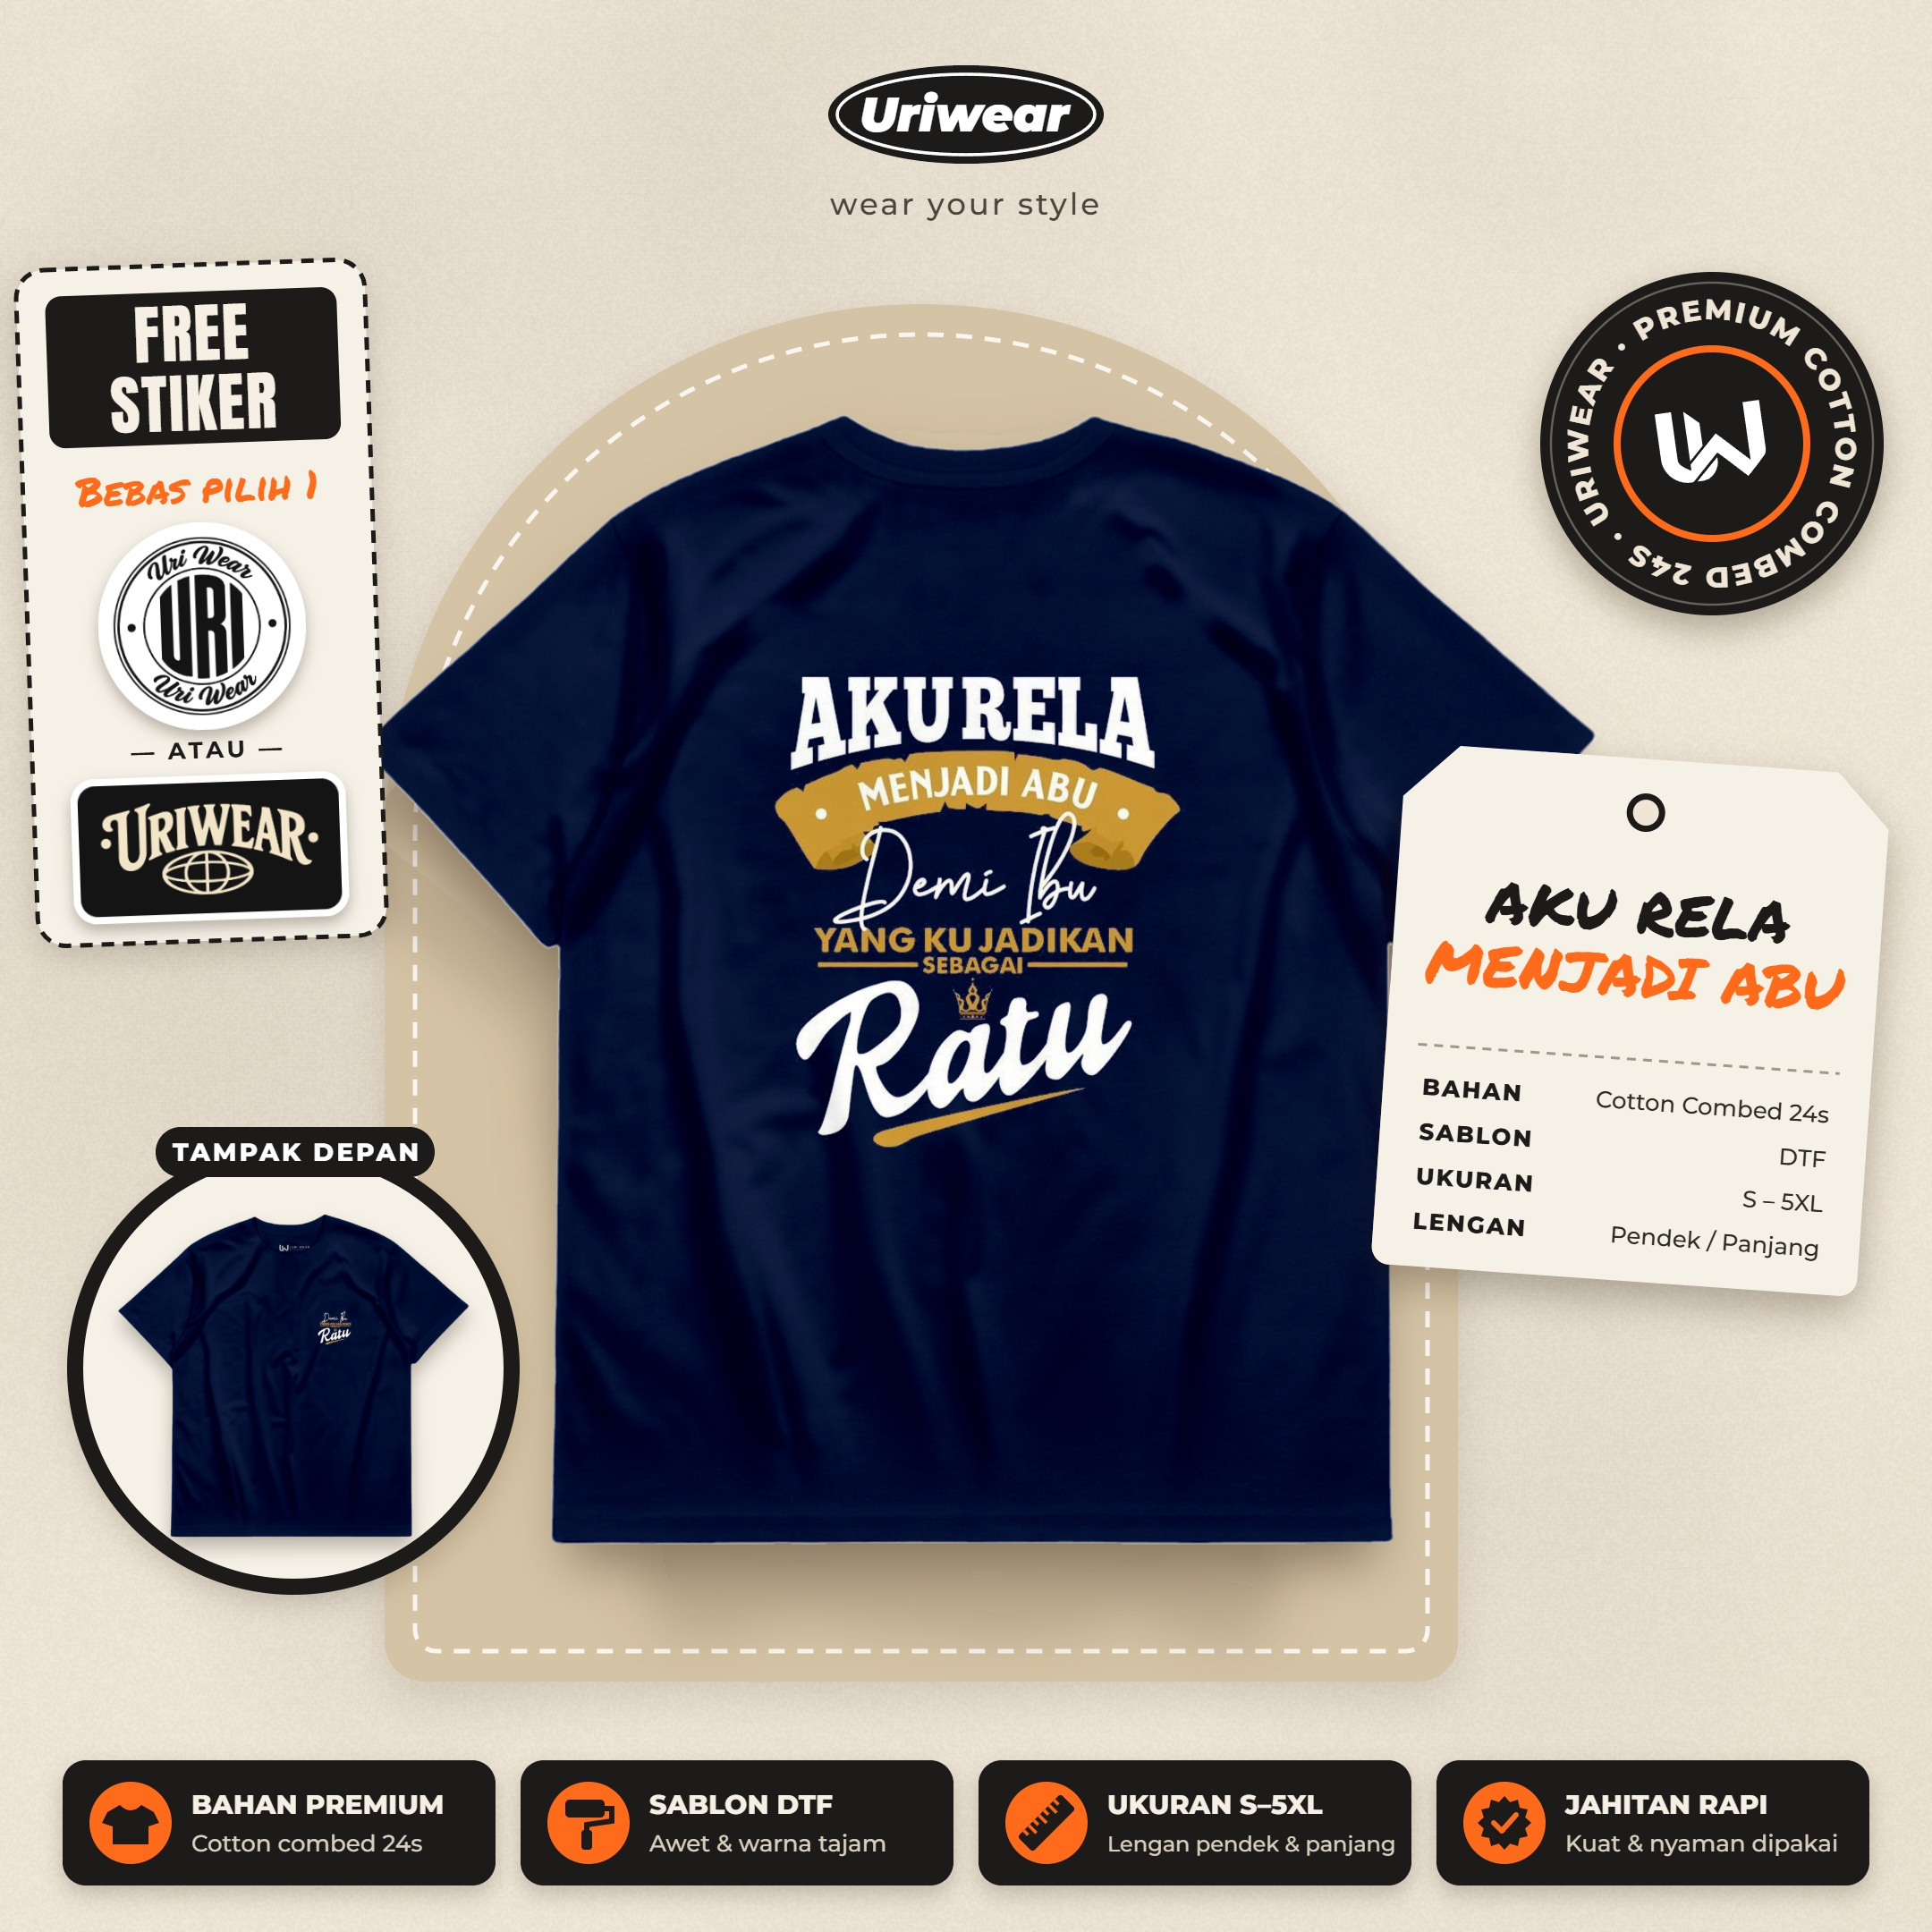 Uriwear
wear your style
FREE
STIKER
BEBAS PILIH 1
Uri Wear
URI
Uri Wear
— ATAU —
URIWEAR
URIWEAR • PREMIUM COTTON COMBED 24S •
AKU RELA
MENJADI ABU
Demi Ibu
YANG KU JADIKAN
SEBAGAI
Ratu
AKU RELA
MENJADI ABU
BAHAN Cotton Combed 24s
SABLON DTF
UKURAN S – 5XL
LENGAN Pendek / Panjang
TAMPAK DEPAN
Demi Ibu
Ratu
BAHAN PREMIUM
Cotton combed 24s
SABLON DTF
Awet & warna tajam
UKURAN S–5XL
Lengan pendek & panjang
JAHITAN RAPI
Kuat & nyaman dipakai